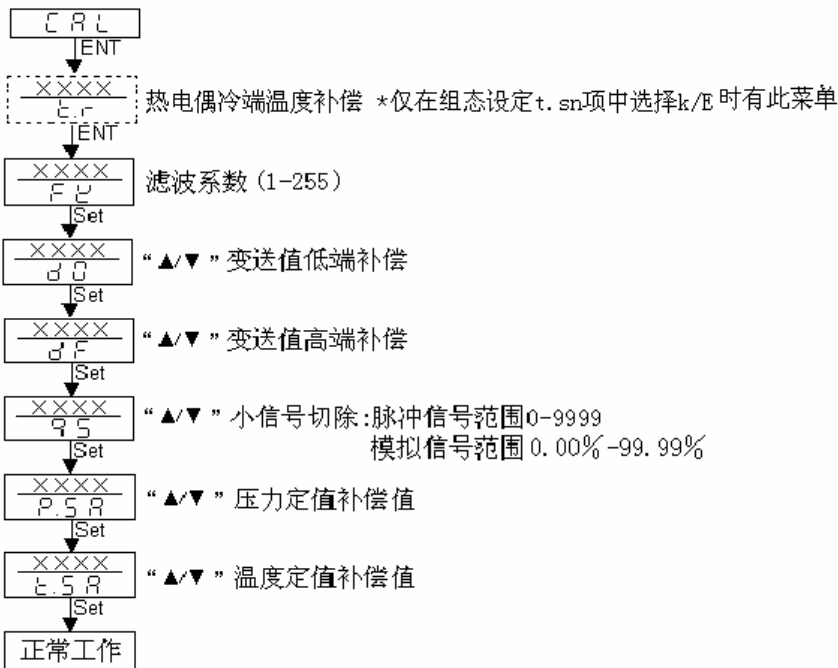 CAL
ENT
XXXX
t.r
热电偶冷端温度补偿 *仅在组态设定t.sn项中选择k/E时有此菜单
ENT
XXXX
FU
滤波系数(1-255)
Set
XXXX
d0
“▲/▼”变送值低端补偿
Set
XXXX
dF
“▲/▼”变送值高端补偿
Set
XXXX
qS
“▲/▼”小信号切除:脉冲信号范围0-9999
模拟信号范围0.00%-99.99%
Set
XXXX
P.SA
“▲/▼”压力定值补偿值
Set
XXXX
t.SA
“▲/▼”温度定值补偿值
Set
正常工作